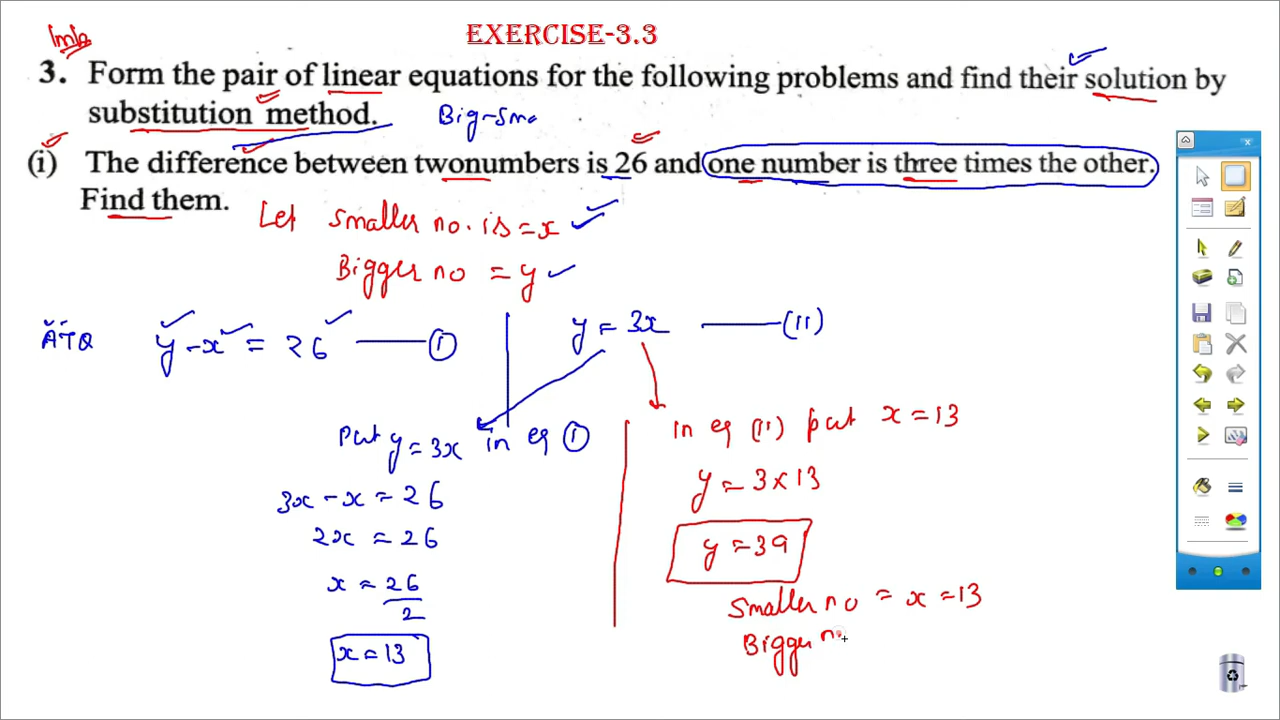 EXERCISE-3.3
Imp
3. Form the pair of linear equations for the following problems and find their solution by
substitution method.
Big-Sma
(i) The difference between twonumbers is 26 and one number is three times the other.
Find them.
Let smaller no. is = x
Bigger no = y
ATQ y - x = 26 ——— ①
y = 3x ——— (II)
Put y = 3x in eq ①
3x - x = 26
2x = 26
x = 26/2
x = 13
in eq (II) put x = 13
y = 3 x 13
y = 39
Smaller no = x = 13
Bigger no